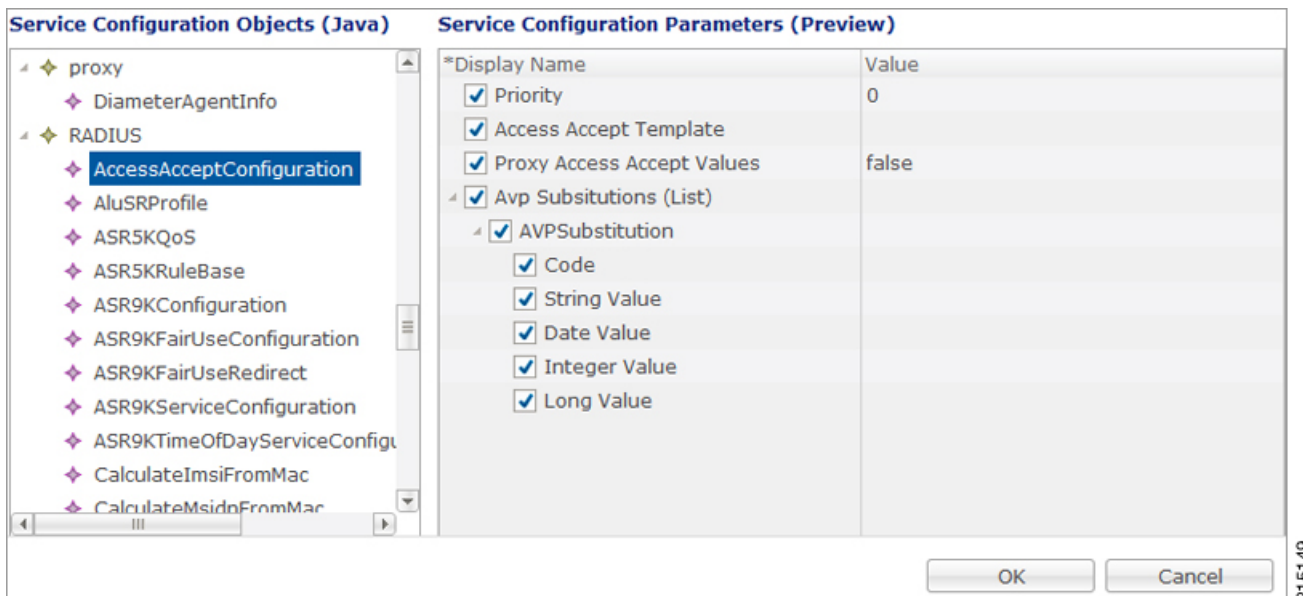 Service Configuration Objects (Java)
proxy
DiameterAgentInfo
RADIUS
AccessAcceptConfiguration
AluSRProfile
ASR5KQoS
ASR5KRuleBase
ASR9KConfiguration
ASR9KFairUseConfiguration
ASR9KFairUseRedirect
ASR9KServiceConfiguration
ASR9KTimeOfDayServiceConfigu
CalculateImsiFromMac
CalculateMsidnFromMac
Service Configuration Parameters (Preview)
*Display Name Value
Priority 0
Access Accept Template
Proxy Access Accept Values false
Avp Subsitutions (List)
AVPSubstitution
Code
String Value
Date Value
Integer Value
Long Value
OK Cancel